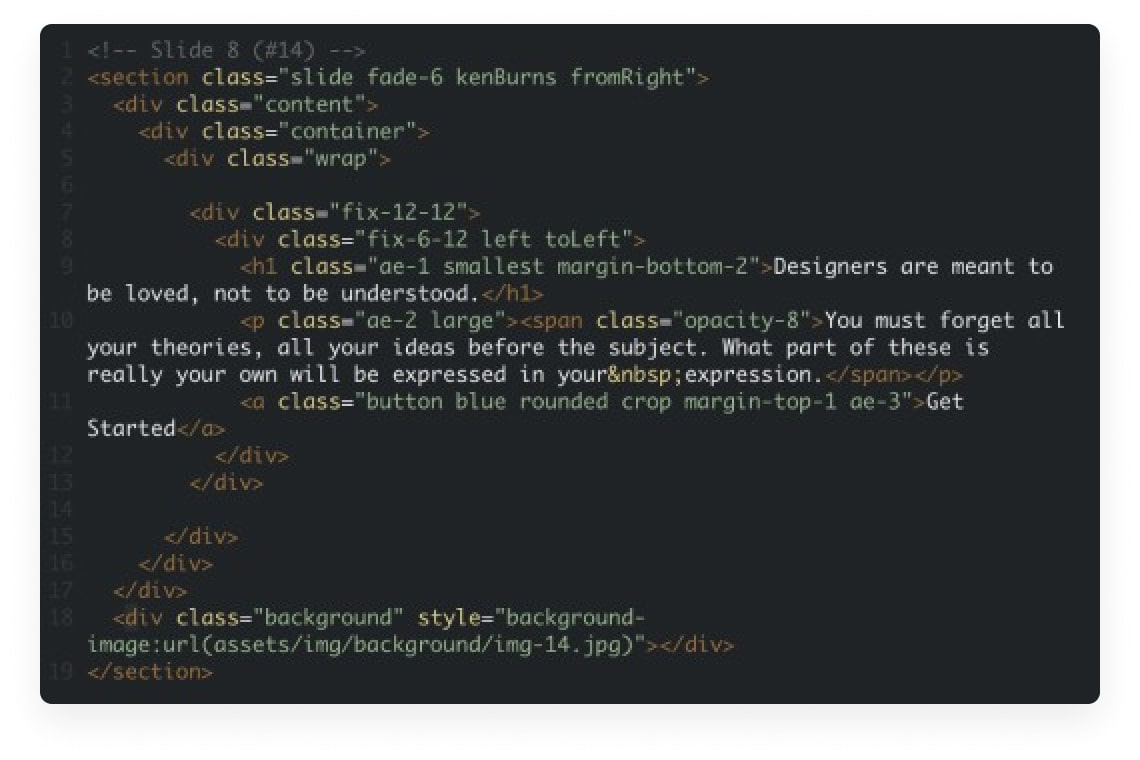 1 <!-- Slide 8 (#14) -->
2 <section class="slide fade-6 kenBurns fromRight">
3   <div class="content">
4     <div class="container">
5       <div class="wrap">
6
7         <div class="fix-12-12">
8           <div class="fix-6-12 left toLeft">
9             <h1 class="ae-1 smallest margin-bottom-2">Designers are meant to
be loved, not to be understood.</h1>
10             <p class="ae-2 large"><span class="opacity-8">You must forget all
your theories, all your ideas before the subject. What part of these is
really your own will be expressed in your&nbsp;expression.</span></p>
11             <a class="button blue rounded crop margin-top-1 ae-3">Get
Started</a>
12           </div>
13         </div>
14
15       </div>
16     </div>
17   </div>
18   <div class="background" style="background-
image:url(assets/img/background/img-14.jpg)"></div>
19 </section>